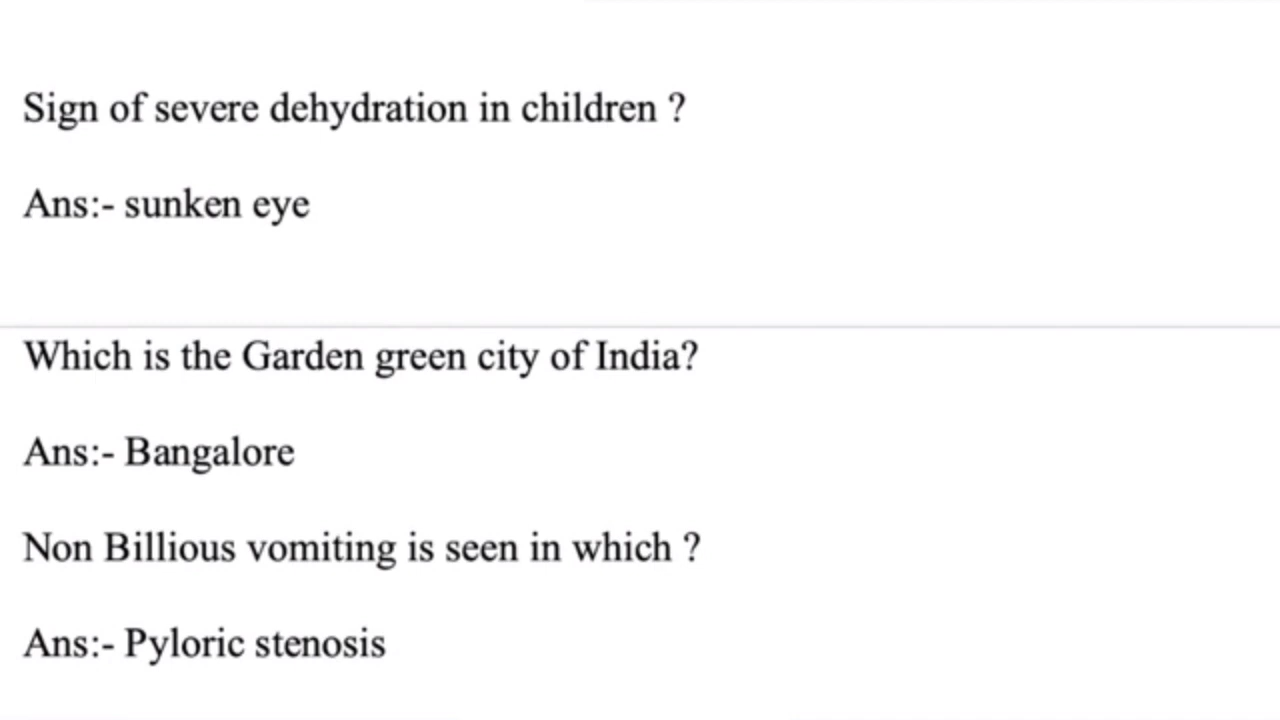 Sign of severe dehydration in children ?
Ans:- sunken eye
Which is the Garden green city of India?
Ans:- Bangalore
Non Billious vomiting is seen in which ?
Ans:- Pyloric stenosis